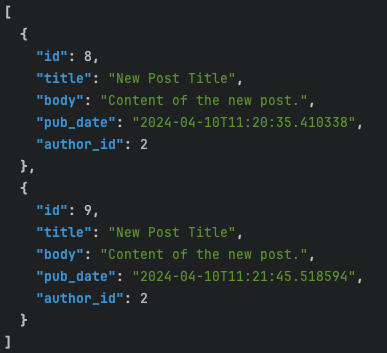 [
  {
    "id": 8,
    "title": "New Post Title",
    "body": "Content of the new post.",
    "pub_date": "2024-04-10T11:20:35.410338",
    "author_id": 2
  },
  {
    "id": 9,
    "title": "New Post Title",
    "body": "Content of the new post.",
    "pub_date": "2024-04-10T11:21:45.518594",
    "author_id": 2
  }
]